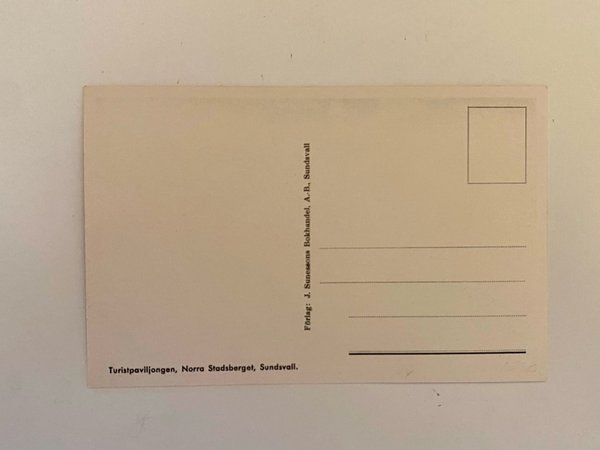 Turistpaviljongen, Norra Stadsberget, Sundsvall.
Förlag: J. Sunessons Bokhandel, A.-B., Sundsvall